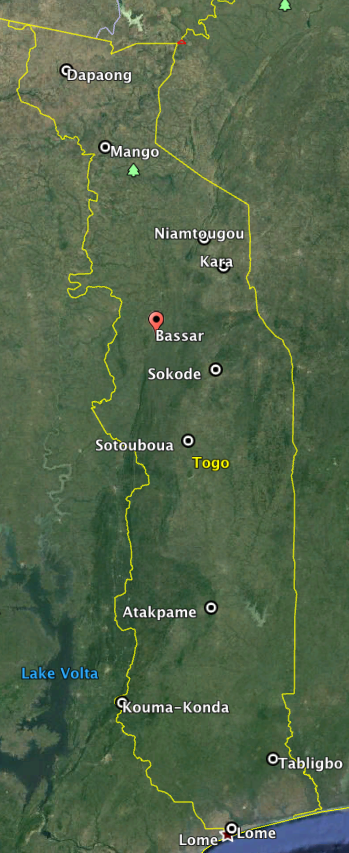 Dapaong
Mango
Niamtougou
Kara
Bassar
Sokode
Sotouboua
Togo
Atakpame
Lake Volta
Kouma-Konda
Tabligbo
Lome
Lome